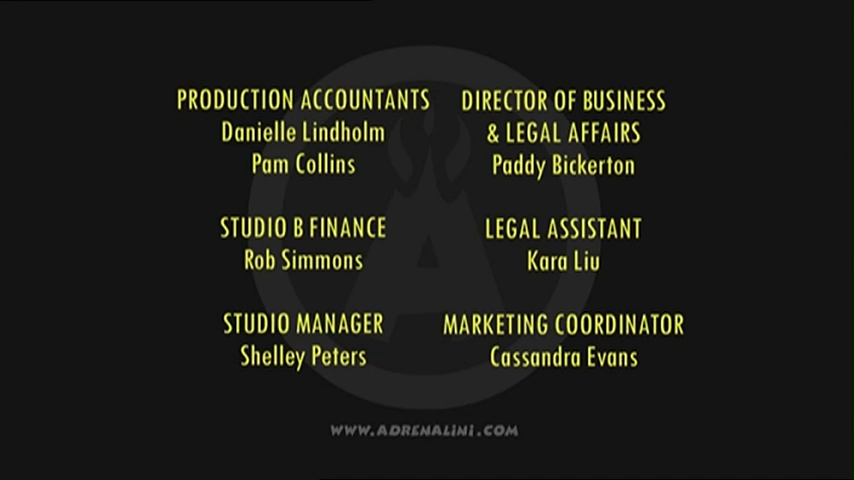 PRODUCTION ACCOUNTANTS
Danielle Lindholm
Pam Collins
STUDIO B FINANCE
Rob Simmons
STUDIO MANAGER
Shelley Peters
DIRECTOR OF BUSINESS
& LEGAL AFFAIRS
Paddy Bickerton
LEGAL ASSISTANT
Kara Liu
MARKETING COORDINATOR
Cassandra Evans
WWW.ADRENALINI.COM